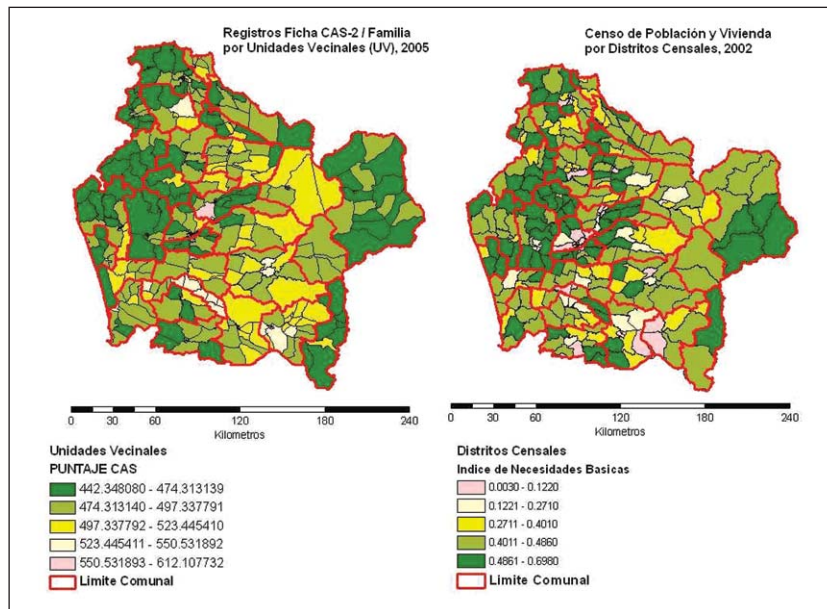 Registros Ficha CAS-2 / Familia
por Unidades Vecinales (UV), 2005
Censo de Población y Vivienda
por Distritos Censales, 2002
0 15 30 60 120 180 240
Kilometros
0 15 30 60 120 180 240
Kilometros
Unidades Vecinales
PUNTAJE CAS
442.348080 - 474.313139
474.313140 - 497.337791
497.337792 - 523.445410
523.445411 - 550.531892
550.531893 - 612.107732
Limite Comunal
Distritos Censales
Indice de Necesidades Basicas
0.0030 - 0.1220
0.1221 - 0.2710
0.2711 - 0.4010
0.4011 - 0.4860
0.4861 - 0.6980
Limite Comunal